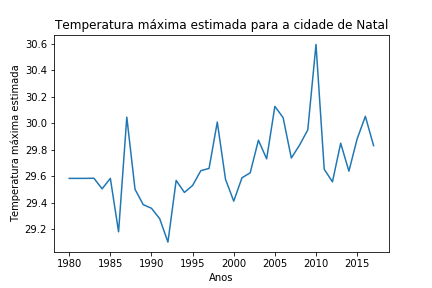 Temperatura máxima estimada para a cidade de Natal
Temperatura máxima estimada
30.6
30.4
30.2
30.0
29.8
29.6
29.4
29.2
1980 1985 1990 1995 2000 2005 2010 2015
Anos